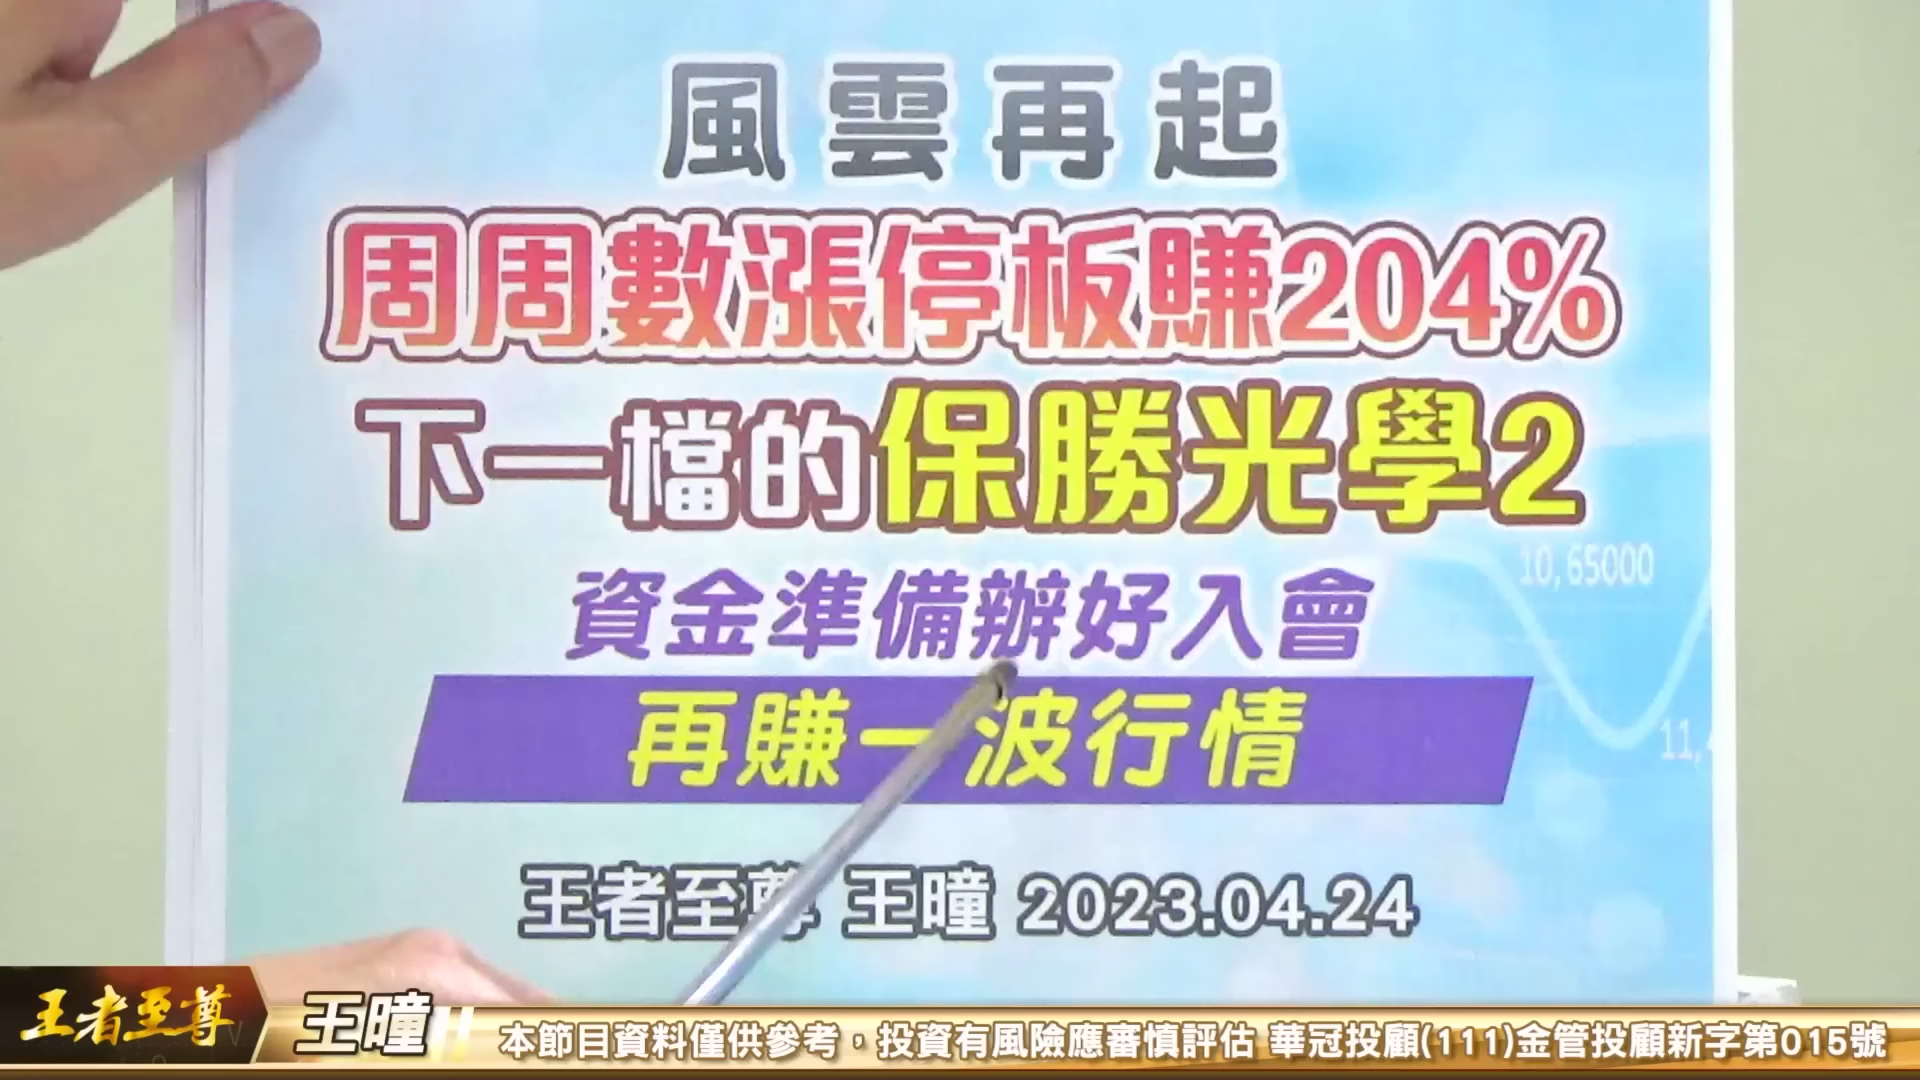 風雲再起
周周數漲停板賺204%
下一檔的保勝光學2
10,65000
資金準備辦好入會
再賺一波行情
11,
王者至尊 王曈 2023.04.24
王者至尊
王曈
本節目資料僅供參考，投資有風險應審慎評估 華冠投顧(111)金管投顧新字第015號